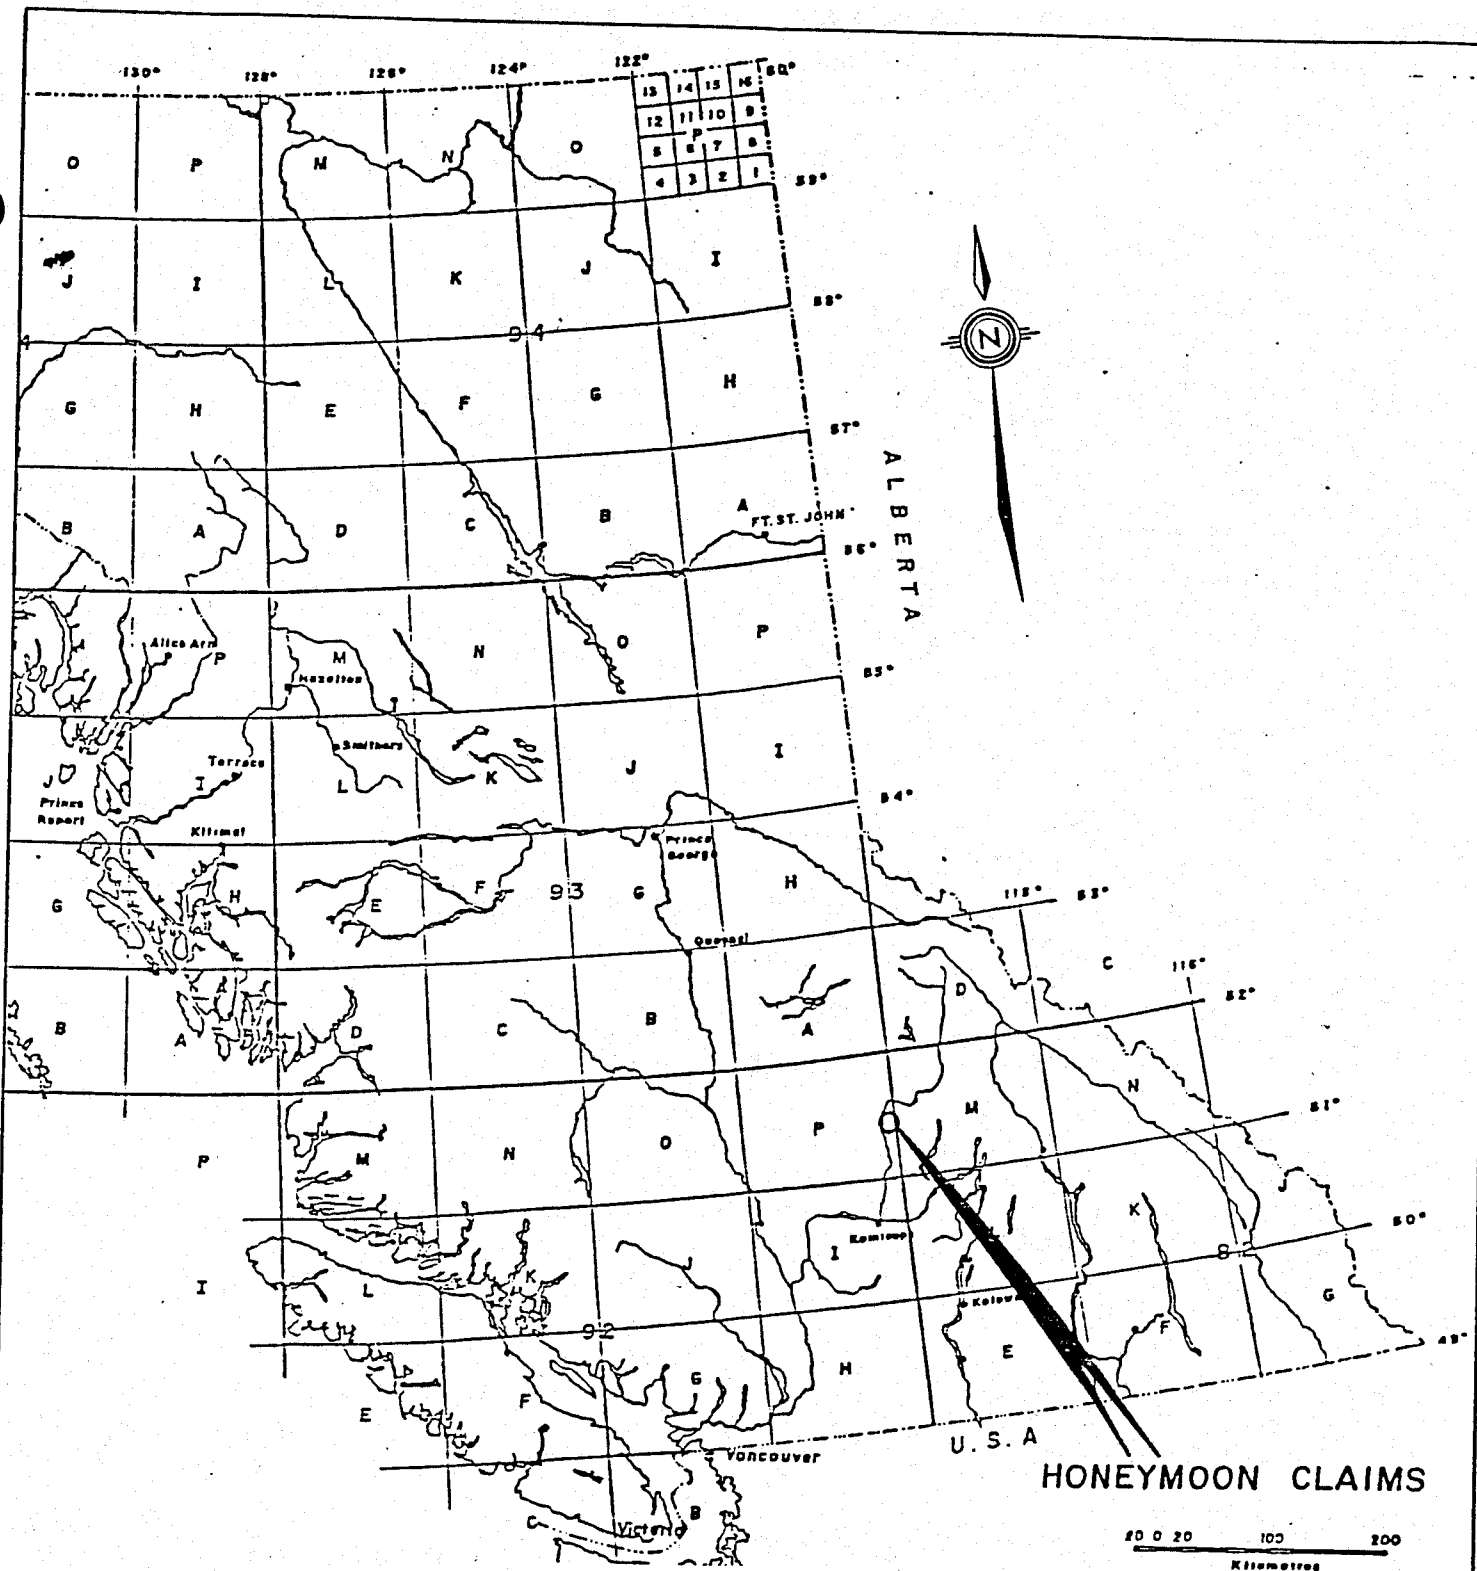 130° 128° 126° 124° 122° 60°
13 14 15 16
12 11 10 9
P
5 6 7 8
4 3 2 1
O P M N O
59°
J I L K J I
58°
94
G H E F G H
57°
ALBERTA
B A D C B A
FT. ST. JOHN
56°
Alice Arm
P M N O P
Hazelton
55°
Smithers
Terrace
J I L K J I
Prince
Rupert
54°
Kitimat
Prince
George
G H E F 93 G H
118° 53°
Quesnel
C 116°
52°
B A A D C B A D
N
51°
P M N O P M
J
K
50°
Kamloops
I L K I
82
G
Kelowna
92
F
49°
E F G H E
U.S.A
Vancouver
HONEYMOON CLAIMS
C Victoria B
20 0 20 100 200
Kilometres
N